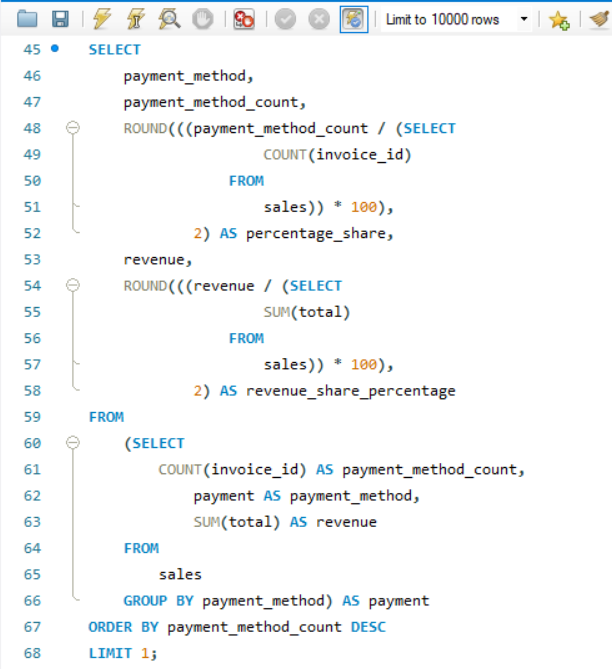 Limit to 10000 rows
45 SELECT
46 payment_method,
47 payment_method_count,
48 ROUND(((payment_method_count / (SELECT
49 COUNT(invoice_id)
50 FROM
51 sales)) * 100),
52 2) AS percentage_share,
53 revenue,
54 ROUND(((revenue / (SELECT
55 SUM(total)
56 FROM
57 sales)) * 100),
58 2) AS revenue_share_percentage
59 FROM
60 (SELECT
61 COUNT(invoice_id) AS payment_method_count,
62 payment AS payment_method,
63 SUM(total) AS revenue
64 FROM
65 sales
66 GROUP BY payment_method) AS payment
67 ORDER BY payment_method_count DESC
68 LIMIT 1;